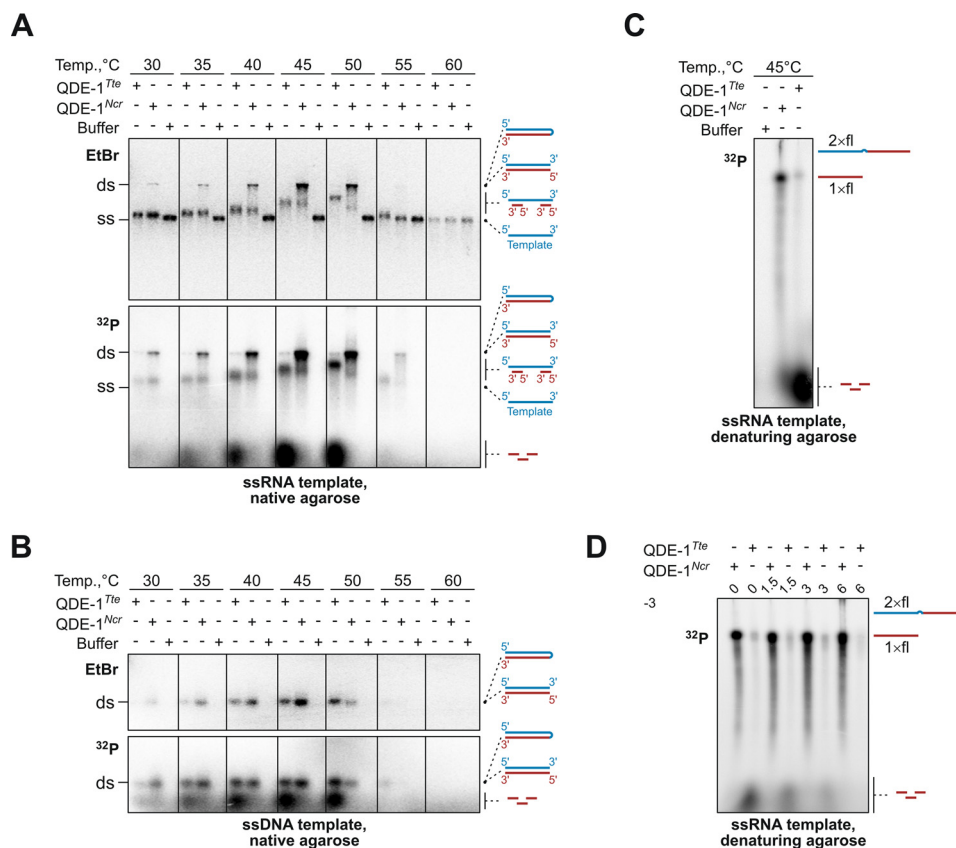 A
Temp.,°C 30 35 40 45 50 55 60
QDE-1Tte + - - + - - + - - + - - + - - + - - + - -
QDE-1Ncr - + - - + - - + - - + - - + - - + - - + -
Buffer - - + - - + - - + - - + - - + - - + - - +
EtBr
ds
ss
5'
3'
5' 3'
3' 5'
5' 3'
3' 5' 3' 5'
5' 3'
Template
32P
ds
ss
5'
3'
5' 3'
3' 5'
5' 3'
3' 5' 3' 5'
5' 3'
Template
ssRNA template,
native agarose
B
Temp.,°C 30 35 40 45 50 55 60
QDE-1Tte + - - + - - + - - + - - + - - + - - + - -
QDE-1Ncr - + - - + - - + - - + - - + - - + - - + -
Buffer - - + - - + - - + - - + - - + - - + - - +
EtBr
ds
5'
3'
5' 3'
3' 5'
32P
ds
5'
3'
5' 3'
3' 5'
ssDNA template,
native agarose
C
Temp.,°C 45°C
QDE-1Tte - - +
QDE-1Ncr - + -
Buffer + - -
32P
2×fl
1×fl
ssRNA template,
denaturing agarose
D
QDE-1Tte - + - + - + - +
QDE-1Ncr + - + - + - + -
0 0 1.5 1.5 3 3 6 6
-3
32P
2×fl
1×fl
ssRNA template,
denaturing agarose